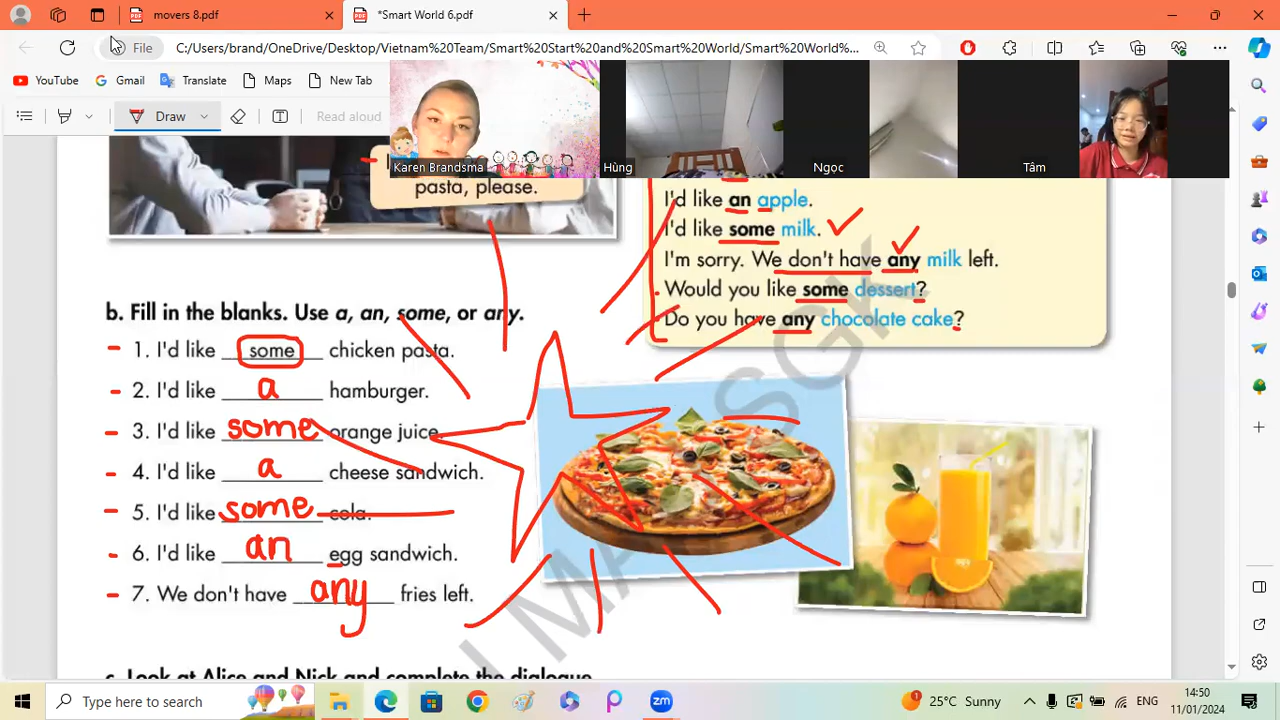 movers 8.pdf
*Smart World 6.pdf
File
C:/Users/brand/OneDrive/Desktop/Vietnam%20Team/Smart%20Start%20and%20Smart%20World/Smart%20World%...
YouTube
Gmail
Translate
Maps
New Tab
Draw
Read aloud
Karen Brandsma
Hùng
Ngọc
Tâm
pasta, please.
I'd like an apple.
I'd like some milk.
I'm sorry. We don't have any milk left.
Would you like some dessert?
Do you have any chocolate cake?
b. Fill in the blanks. Use a, an, some, or any.
1. I'd like some chicken pasta.
2. I'd like a hamburger.
3. I'd like some orange juice.
4. I'd like a cheese sandwich.
5. I'd like some cola.
6. I'd like an egg sandwich.
7. We don't have any fries left.
c. Look at Alice and Nick and complete the dialogue.
SGK
Type here to search
1
25°C Sunny
ENG
14:50
11/01/2024